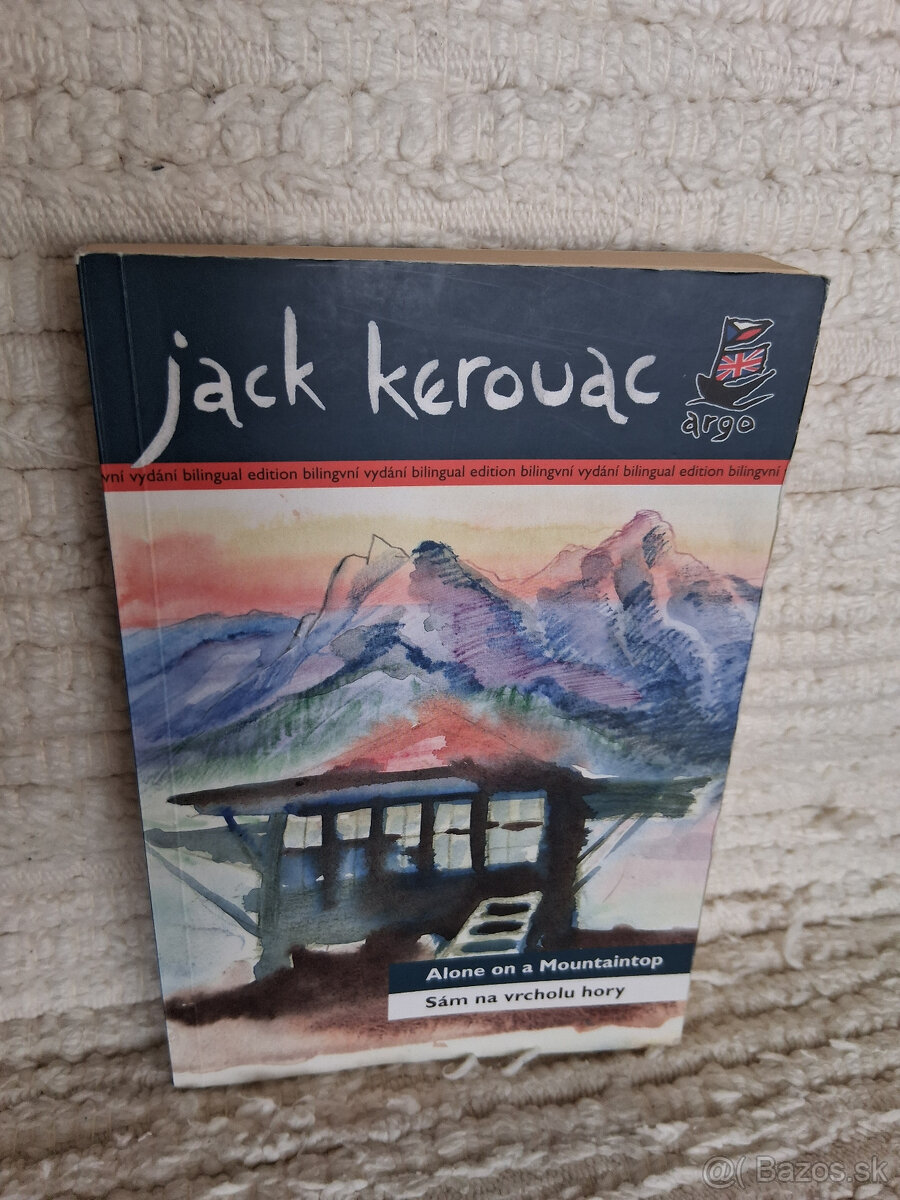 jack kerouac
argo
vní vydání bilingual edition bilingvní vydání bilingual edition bilingvní vydání bilingual edition bilingvní
Alone on a Mountaintop
Sám na vrcholu hory
@( Bazos.sk